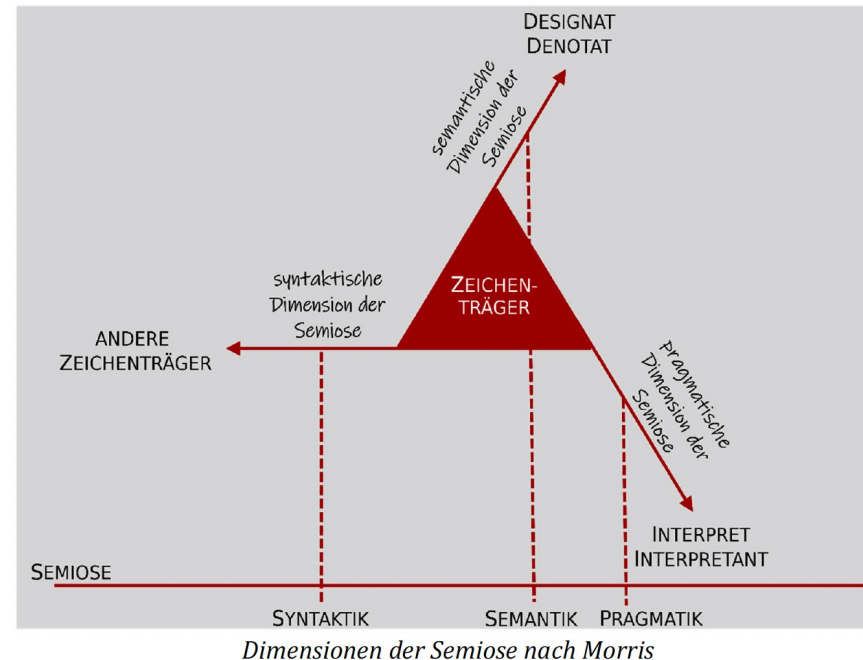 DESIGNAT
DENOTAT
semantische
Dimension der
Semiose
ZEICHEN-
TRÄGER
syntaktische
Dimension der
Semiose
ANDERE
ZEICHENTRÄGER
pragmatische
Dimension der
Semiose
INTERPRET
INTERPRETANT
SEMIOSE
SYNTAKTIK
SEMANTIK
PRAGMATIK
Dimensionen der Semiose nach Morris